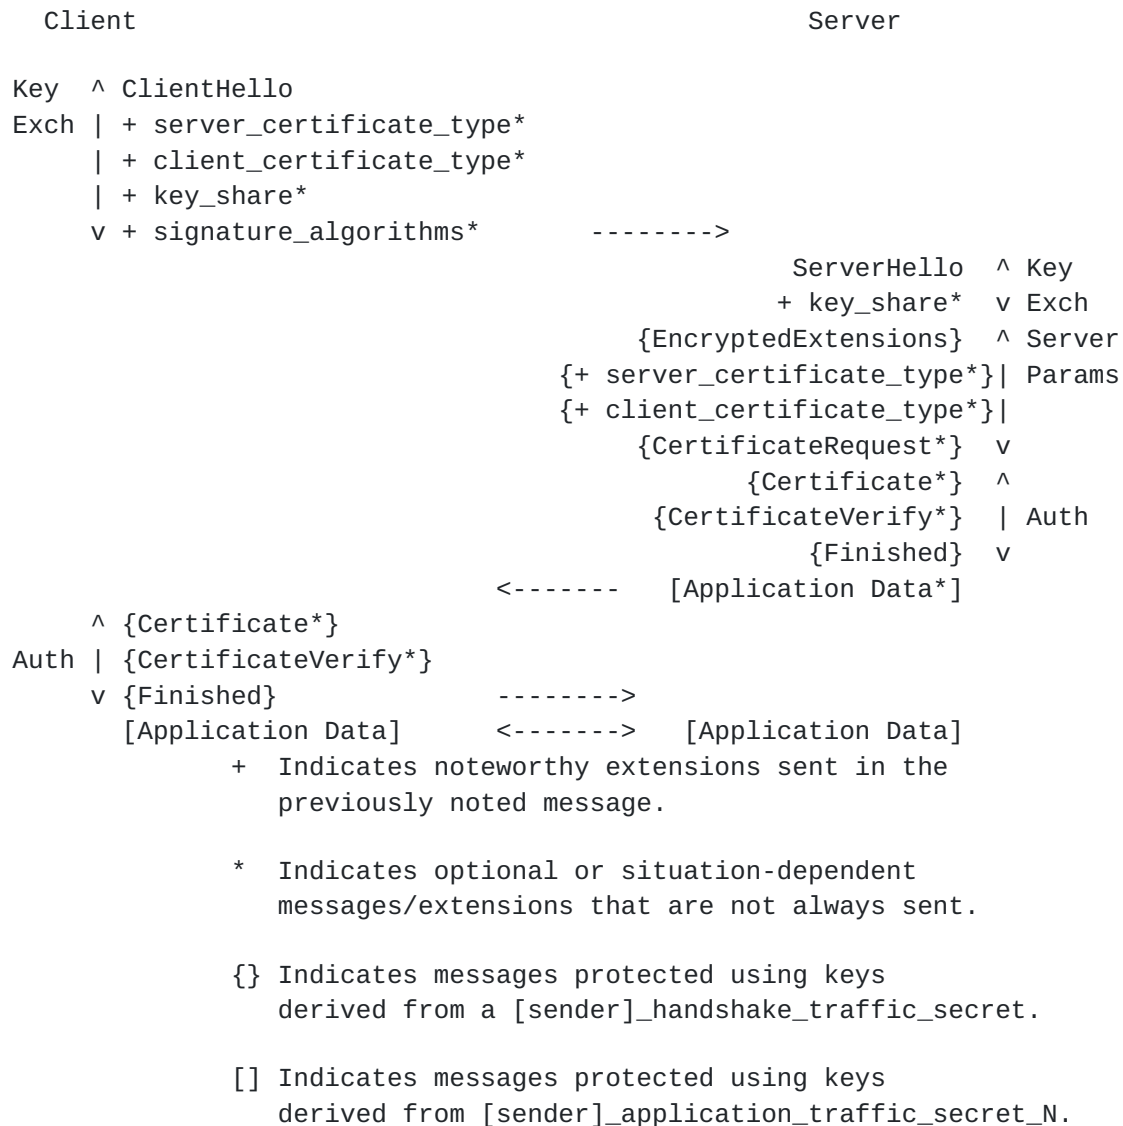 Client                                           Server

Key  ^ ClientHello
Exch | + server_certificate_type*
     | + client_certificate_type*
     | + key_share*
     v + signature_algorithms*       -------->
                                                  ServerHello  ^ Key
                                                 + key_share*  v Exch
                                        {EncryptedExtensions}  ^ Server
                                   {+ server_certificate_type*}| Params
                                   {+ client_certificate_type*}|
                                        {CertificateRequest*}  v
                                               {Certificate*}  ^
                                         {CertificateVerify*}  | Auth
                                                   {Finished}  v
                               <-------   [Application Data*]
     ^ {Certificate*}
Auth | {CertificateVerify*}
     v {Finished}              -------->
       [Application Data]      <------->   [Application Data]
              +  Indicates noteworthy extensions sent in the
                 previously noted message.

              *  Indicates optional or situation-dependent
                 messages/extensions that are not always sent.

              {} Indicates messages protected using keys
                 derived from a [sender]_handshake_traffic_secret.

              [] Indicates messages protected using keys
                 derived from [sender]_application_traffic_secret_N.